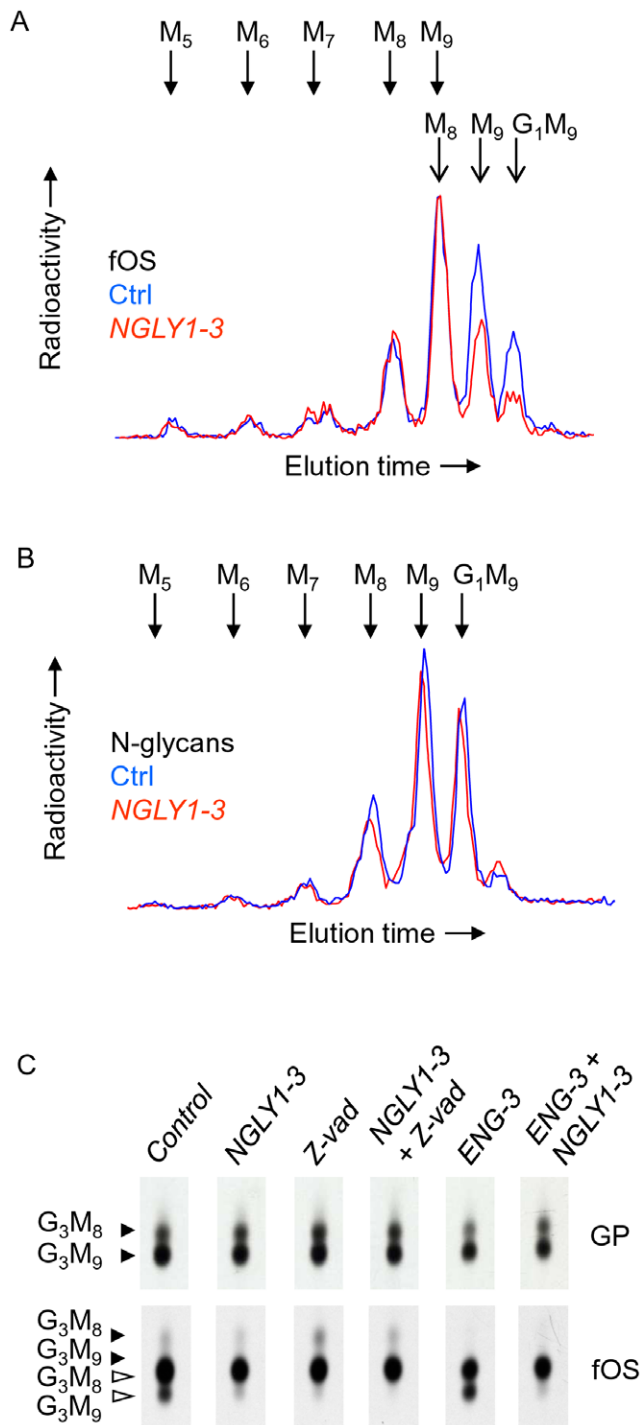 A
M₅ M₆ M₇ M₈ M₉
M₈ M₉ G₁M₉
Radioactivity
fOS
Ctrl
NGLY1-3
Elution time
B
M₅ M₆ M₇ M₈ M₉ G₁M₉
Radioactivity
N-glycans
Ctrl
NGLY1-3
Elution time
C
Control
NGLY1-3
Z-vad
NGLY1-3
+ Z-vad
ENG-3
ENG-3 +
NGLY1-3
G₃M₈
G₃M₉
GP
G₃M₈
G₃M₉
G₃M₈
G₃M₉
fOS